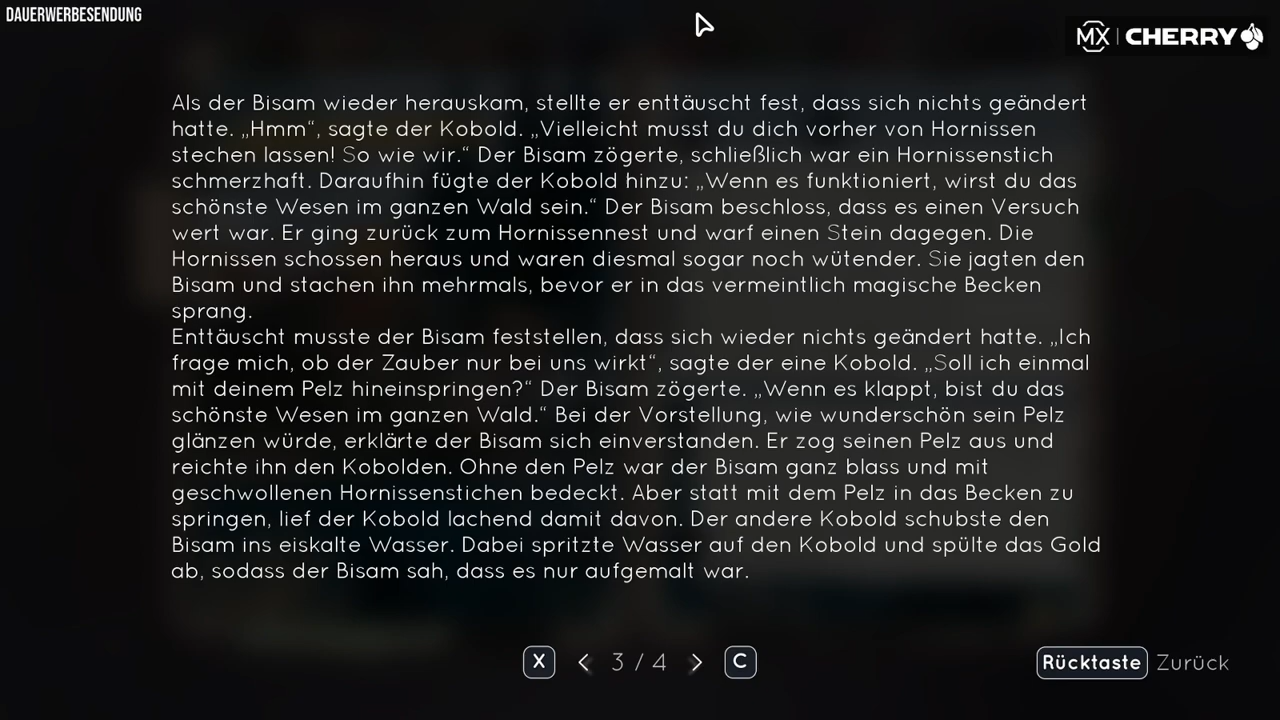 DAUERWERBESENDUNG
MX | CHERRY
Als der Bisam wieder herauskam, stellte er enttäuscht fest, dass sich nichts geändert
hatte. „Hmm“, sagte der Kobold. „Vielleicht musst du dich vorher von Hornissen
stechen lassen! So wie wir.“ Der Bisam zögerte, schließlich war ein Hornissenstich
schmerzhaft. Daraufhin fügte der Kobold hinzu: „Wenn es funktioniert, wirst du das
schönste Wesen im ganzen Wald sein.“ Der Bisam beschloss, dass es einen Versuch
wert war. Er ging zurück zum Hornissennest und warf einen Stein dagegen. Die
Hornissen schossen heraus und waren diesmal sogar noch wütender. Sie jagten den
Bisam und stachen ihn mehrmals, bevor er in das vermeintlich magische Becken
sprang.
Enttäuscht musste der Bisam feststellen, dass sich wieder nichts geändert hatte. „Ich
frage mich, ob der Zauber nur bei uns wirkt“, sagte der eine Kobold. „Soll ich einmal
mit deinem Pelz hineinspringen?“ Der Bisam zögerte. „Wenn es klappt, bist du das
schönste Wesen im ganzen Wald.“ Bei der Vorstellung, wie wunderschön sein Pelz
glänzen würde, erklärte der Bisam sich einverstanden. Er zog seinen Pelz aus und
reichte ihn den Kobolden. Ohne den Pelz war der Bisam ganz blass und mit
geschwollenen Hornissenstichen bedeckt. Aber statt mit dem Pelz in das Becken zu
springen, lief der Kobold lachend damit davon. Der andere Kobold schubste den
Bisam ins eiskalte Wasser. Dabei spritzte Wasser auf den Kobold und spülte das Gold
ab, sodass der Bisam sah, dass es nur aufgemalt war.
X < 3 / 4 > C
Rücktaste Zurück